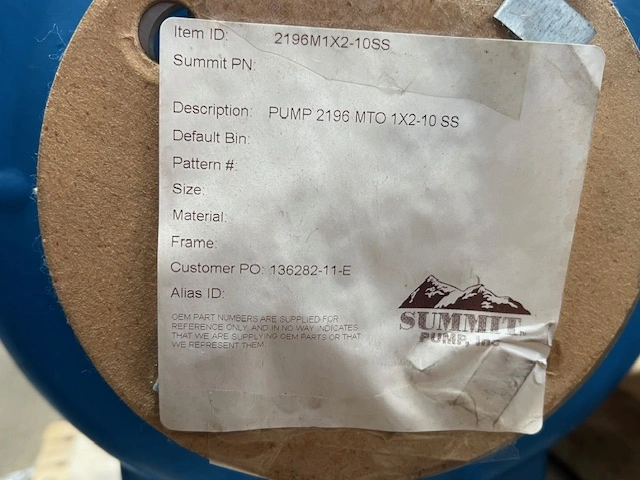 Item ID: 2196M1X2-10SS
Summit PN:
Description: PUMP 2196 MTO 1X2-10 SS
Default Bin:
Pattern #:
Size:
Material:
Frame:
Customer PO: 136282-11-E
Alias ID:
OEM PART NUMBERS ARE SUPPLIED FOR
REFERENCE ONLY, AND IN NO WAY INDICATES
THAT WE ARE SUPPLYING OEM PARTS OR THAT
WE REPRESENT THEM.
SUMMIT
PUMP, Inc